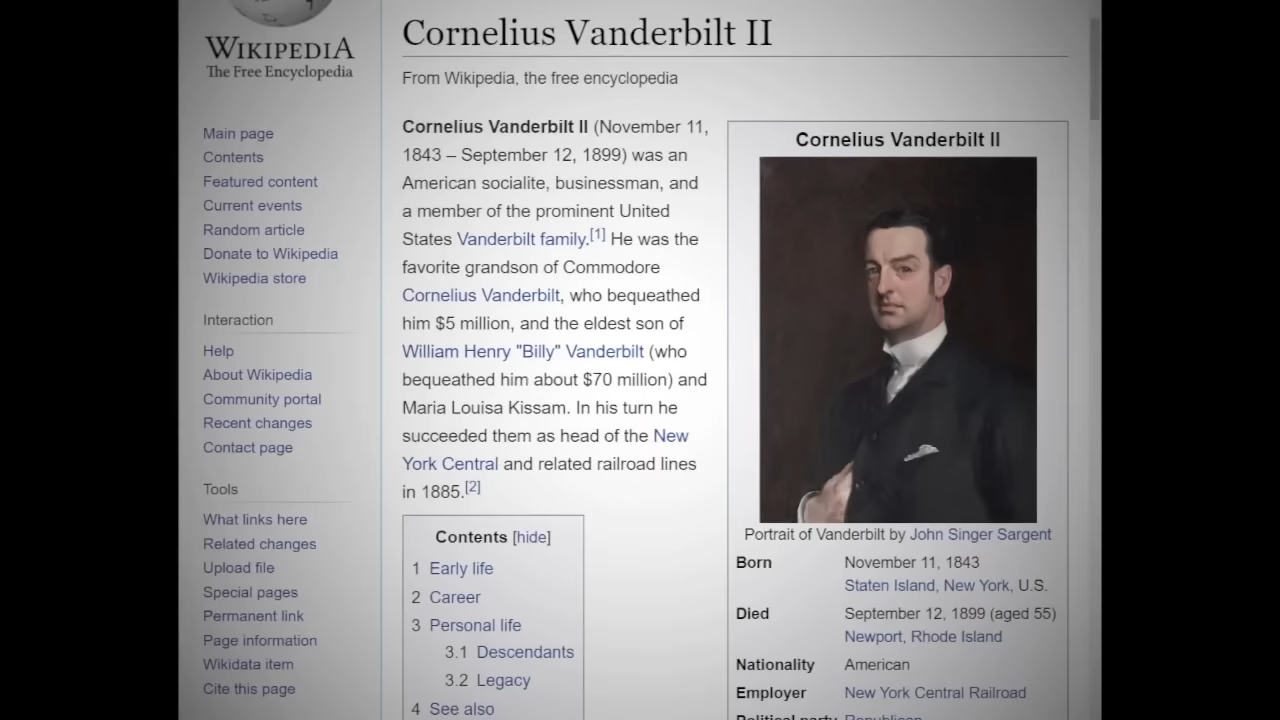 WIKIPEDIA
The Free Encyclopedia
Main page
Contents
Featured content
Current events
Random article
Donate to Wikipedia
Wikipedia store
Interaction
Help
About Wikipedia
Community portal
Recent changes
Contact page
Tools
What links here
Related changes
Upload file
Special pages
Permanent link
Page information
Wikidata item
Cite this page
Cornelius Vanderbilt II
From Wikipedia, the free encyclopedia
Cornelius Vanderbilt II (November 11,
1843 – September 12, 1899) was an
American socialite, businessman, and
a member of the prominent United
States Vanderbilt family.[1] He was the
favorite grandson of Commodore
Cornelius Vanderbilt, who bequeathed
him $5 million, and the eldest son of
William Henry "Billy" Vanderbilt (who
bequeathed him about $70 million) and
Maria Louisa Kissam. In his turn he
succeeded them as head of the New
York Central and related railroad lines
in 1885.[2]
Contents [hide]
1 Early life
2 Career
3 Personal life
3.1 Descendants
3.2 Legacy
4 See also
Cornelius Vanderbilt II
Portrait of Vanderbilt by John Singer Sargent
Born November 11, 1843
Staten Island, New York, U.S.
Died September 12, 1899 (aged 55)
Newport, Rhode Island
Nationality American
Employer New York Central Railroad
Political party Republican